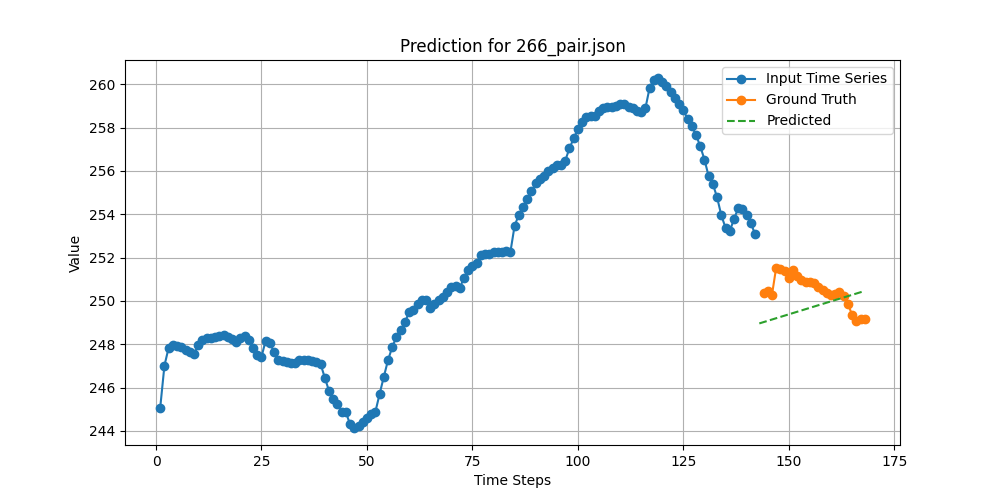 Prediction for 266_pair.json
Input Time Series
Ground Truth
Predicted
Value
260
258
256
254
252
250
248
246
244
0 25 50 75 100 125 150 175
Time Steps